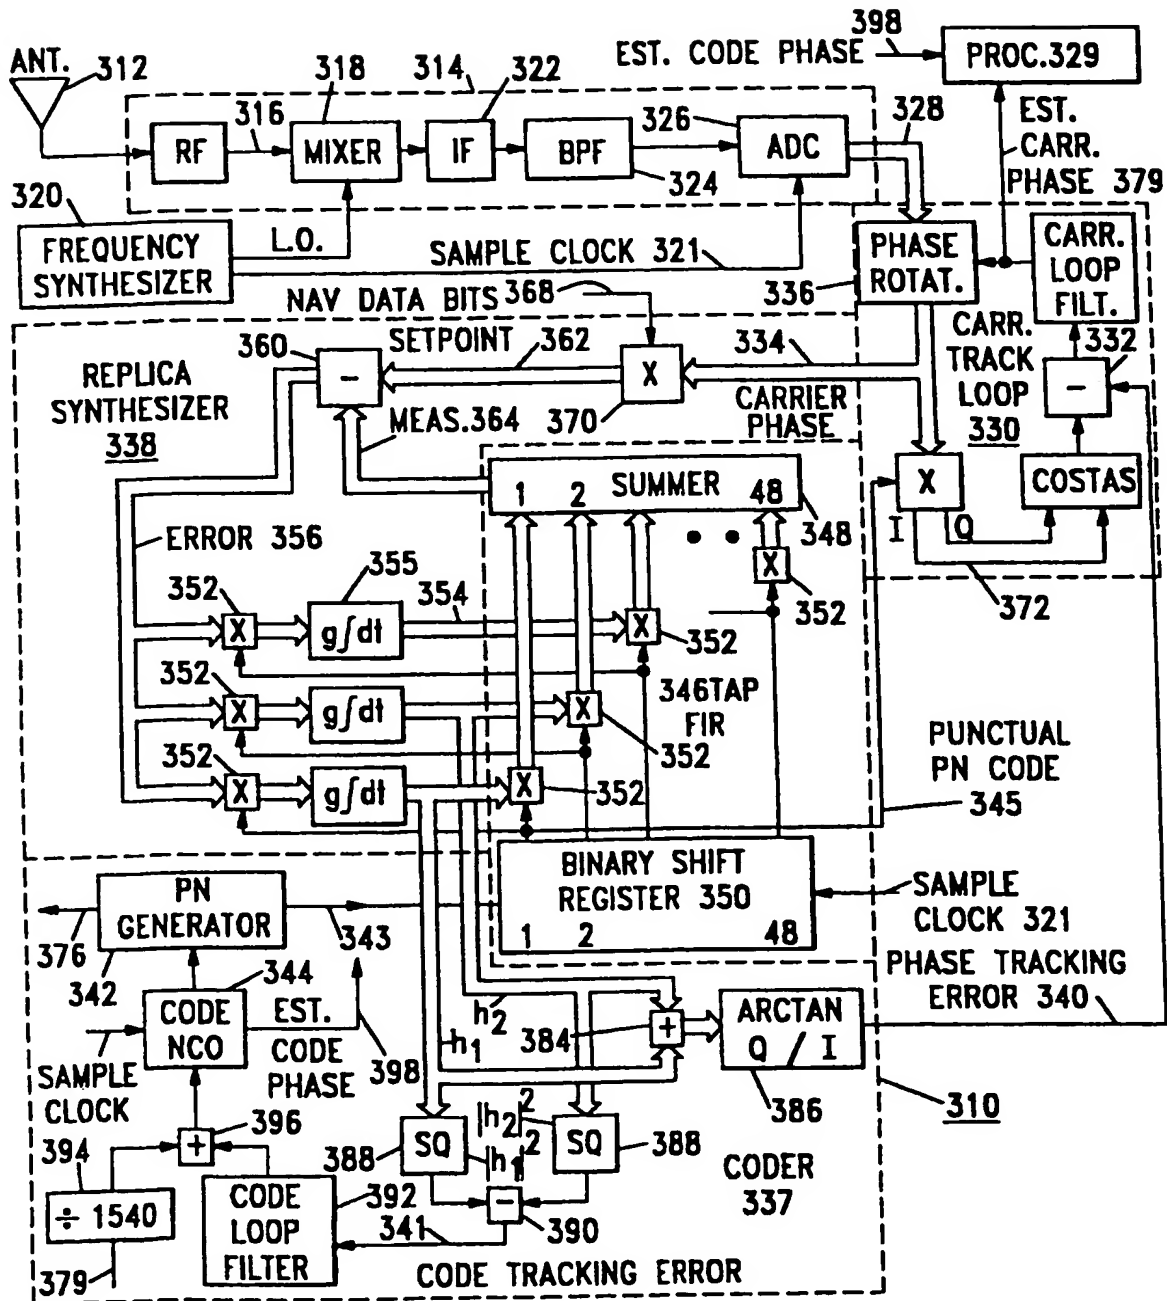 ANT.
312
318
314
322
EST. CODE PHASE
398
PROC.329
RF
316
MIXER
IF
BPF
324
326
ADC
328
EST.
CARR.
PHASE 379
320
FREQUENCY
SYNTHESIZER
L.O.
SAMPLE CLOCK 321
PHASE
ROTAT.
336
CARR.
LOOP
FILT.
NAV DATA BITS
368
REPLICA
SYNTHESIZER
338
360
−
SETPOINT
362
X
370
334
CARRIER
PHASE
CARR.
TRACK
LOOP
330
332
−
MEAS.364
1 2 SUMMER 48
348
X
I Q
COSTAS
372
ERROR 356
352
X
355
g∫dt
354
X
352
X
352
352
X
g∫dt
X
352
346TAP
FIR
352
X
g∫dt
X
352
PUNCTUAL
PN CODE
345
BINARY SHIFT
REGISTER 350
1 2 48
SAMPLE
CLOCK 321
PN
GENERATOR
376
342
343
344
CODE
NCO
EST.
CODE
PHASE
398
SAMPLE
CLOCK
h2
h1
384
+
ARCTAN
Q / I
386
PHASE TRACKING
ERROR 340
310
396
+
394
÷ 1540
379
CODE
LOOP
FILTER
392
388
SQ
|h2|2
|h1|2
SQ
388
−
390
341
CODER
337
CODE TRACKING ERROR